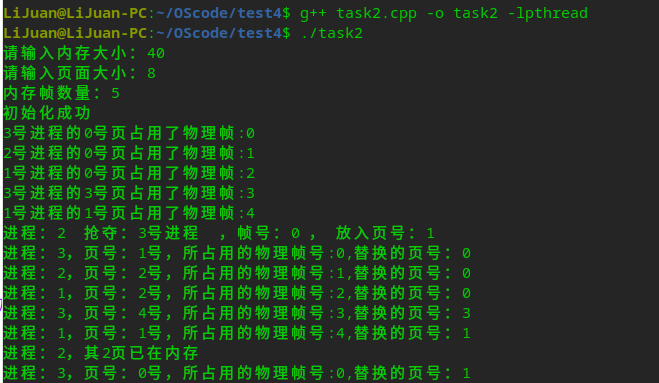 LiJuan@LiJuan-PC:~/OScode/test4$ g++ task2.cpp -o task2 -lpthread
LiJuan@LiJuan-PC:~/OScode/test4$ ./task2
请输入内存大小：40
请输入页面大小：8
内存帧数量：5
初始化成功
3号进程的0号页占用了物理帧:0
2号进程的0号页占用了物理帧:1
1号进程的0号页占用了物理帧:2
3号进程的3号页占用了物理帧:3
1号进程的1号页占用了物理帧:4
进程：2  抢夺：3号进程  ，帧号：0 ， 放入页号：1
进程：3，页号：1号，所占用的物理帧号:0,替换的页号：0
进程：2，页号：2号，所占用的物理帧号:1,替换的页号：0
进程：1，页号：2号，所占用的物理帧号:2,替换的页号：0
进程：3，页号：4号，所占用的物理帧号:3,替换的页号：3
进程：1，页号：1号，所占用的物理帧号:4,替换的页号：1
进程：2，其2页已在内存
进程：3，页号：0号，所占用的物理帧号:0,替换的页号：1